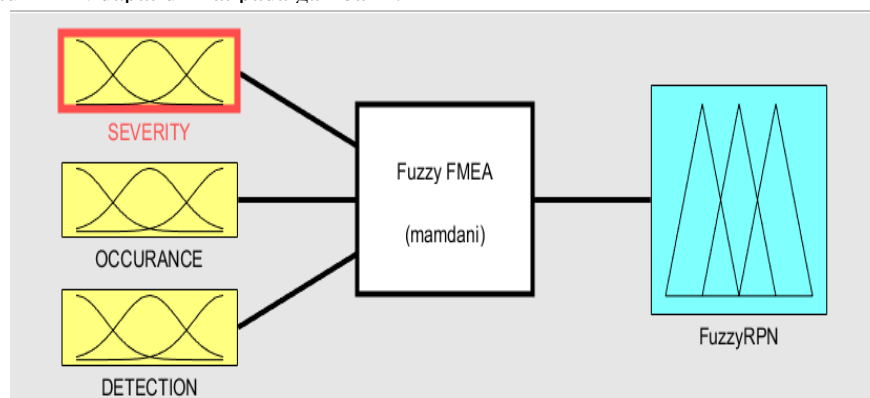 SEVERITY
OCCURANCE
DETECTION
Fuzzy FMEA
(mamdani)
FuzzyRPN